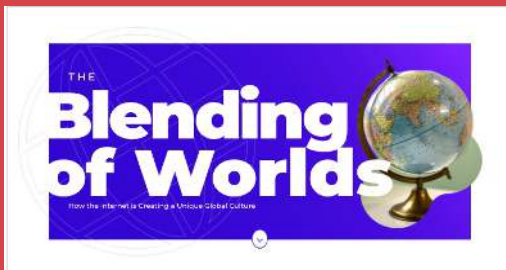 THE
Blending
of Worlds
How the Internet is Creating a Unique Global Culture